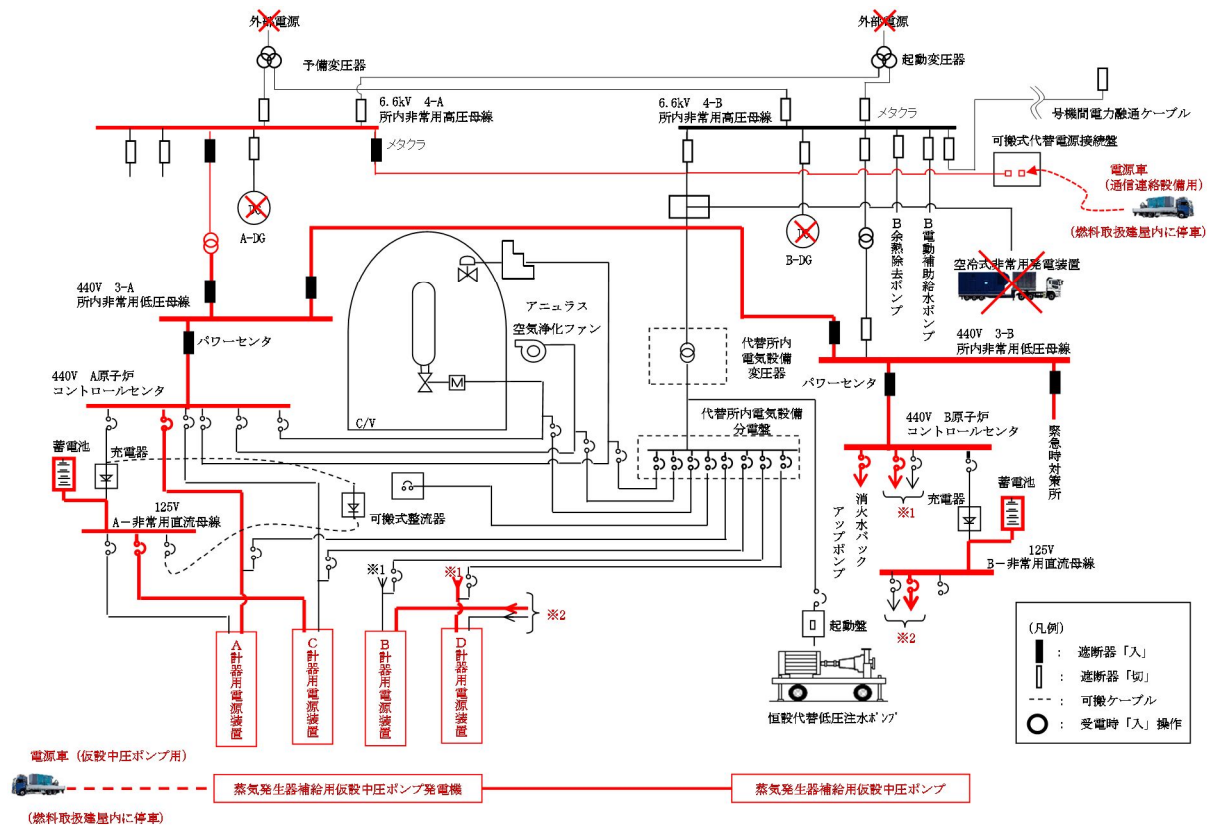 外部電源
外部電源
予備変圧器
起動変圧器
6.6kV 4-A
所内非常用高圧母線
メタクラ
6.6kV 4-B
所内非常用高圧母線
メタクラ
号機間電力融通ケーブル
可搬式代替電源接続盤
電源車
(通信連絡設備用)
(燃料取扱建屋内に停車)
DG
A-DG
DG
B-DG
B余熱除去ポンプ
B電動補助給水ポンプ
空冷式非常用発電装置
440V 3-A
所内非常用低圧母線
パワーセンタ
アニュラス
空気浄化ファン
M
C/V
代替所内
電気設備
変圧器
440V 3-B
所内非常用低圧母線
パワーセンタ
440V A原子炉
コントロールセンタ
代替所内電気設備
分電盤
440V B原子炉
コントロールセンタ
緊急時対策所
蓄電池
充電器
125V
A－非常用直流母線
可搬式整流器
消火水バック
アップポンプ
※1
充電器
蓄電池
125V
B－非常用直流母線
※2
※1
※1
※2
A計器用電源装置
C計器用電源装置
B計器用電源装置
D計器用電源装置
起動盤
恒設代替低圧注水ﾎﾟﾝﾌﾟ
(凡例)
： 遮断器「入」
： 遮断器「切」
： 可搬ケーブル
： 受電時「入」操作
電源車（仮設中圧ポンプ用）
(燃料取扱建屋内に停車)
蒸気発生器補給用仮設中圧ポンプ発電機
蒸気発生器補給用仮設中圧ポンプ